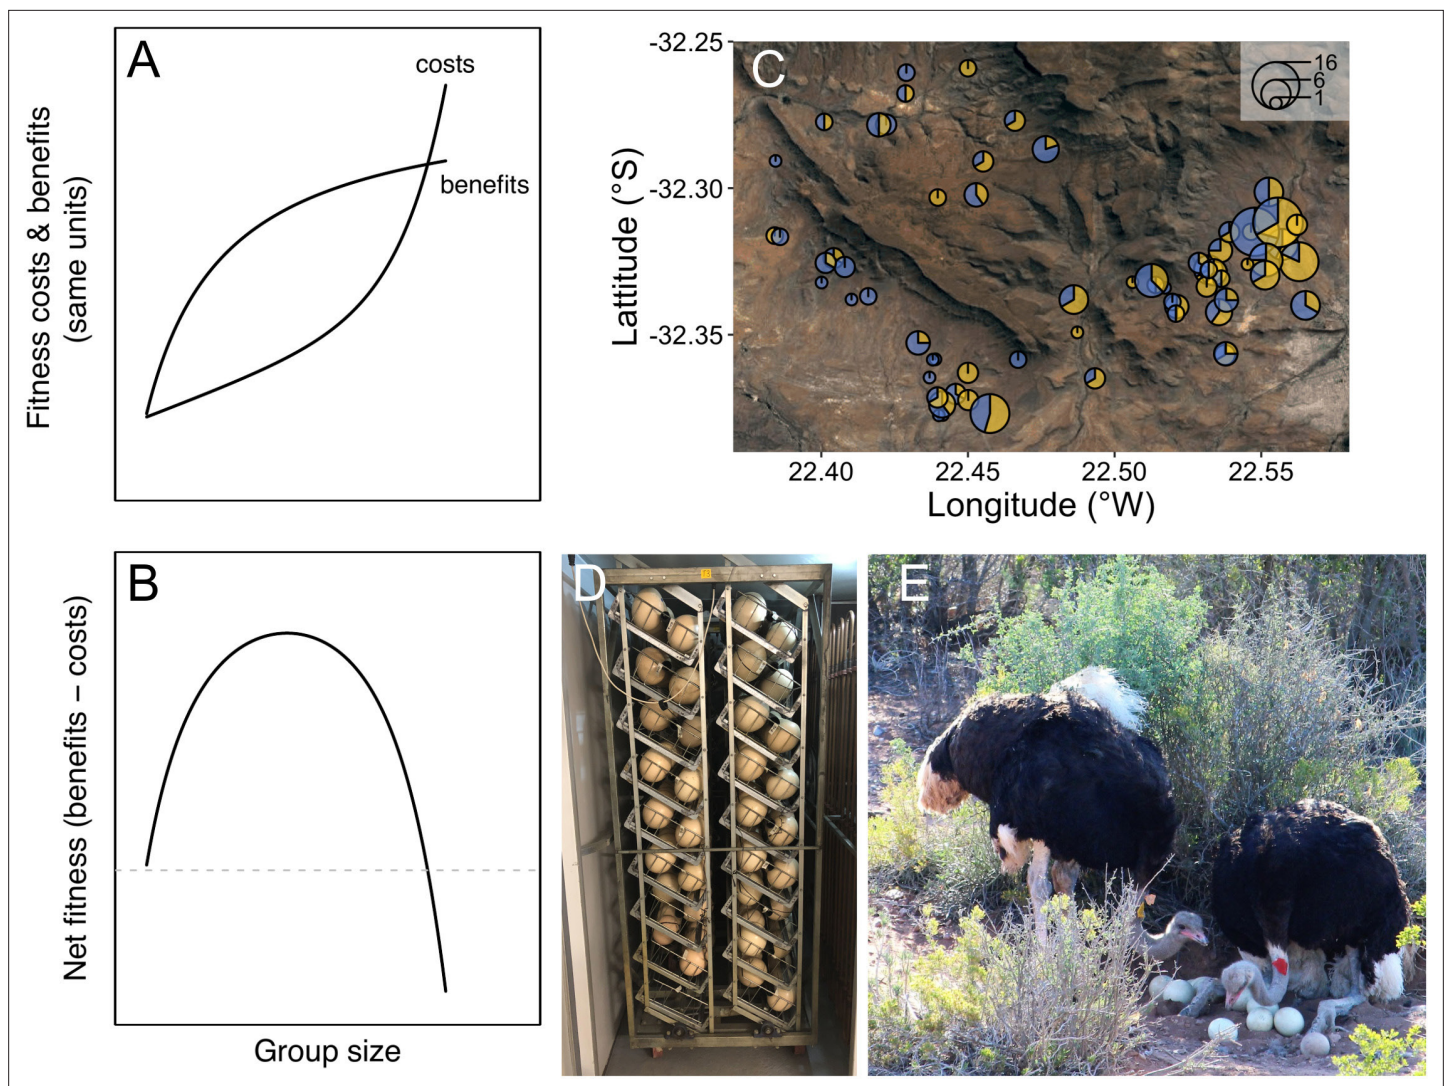 A
costs
benefits
Fitness costs & benefits
(same units)
B
Net fitness (benefits – costs)
Group size
C
16
6
1
-32.25
-32.30
-32.35
Lattitude (°S)
22.40
22.45
22.50
22.55
Longitude (°W)
D
E